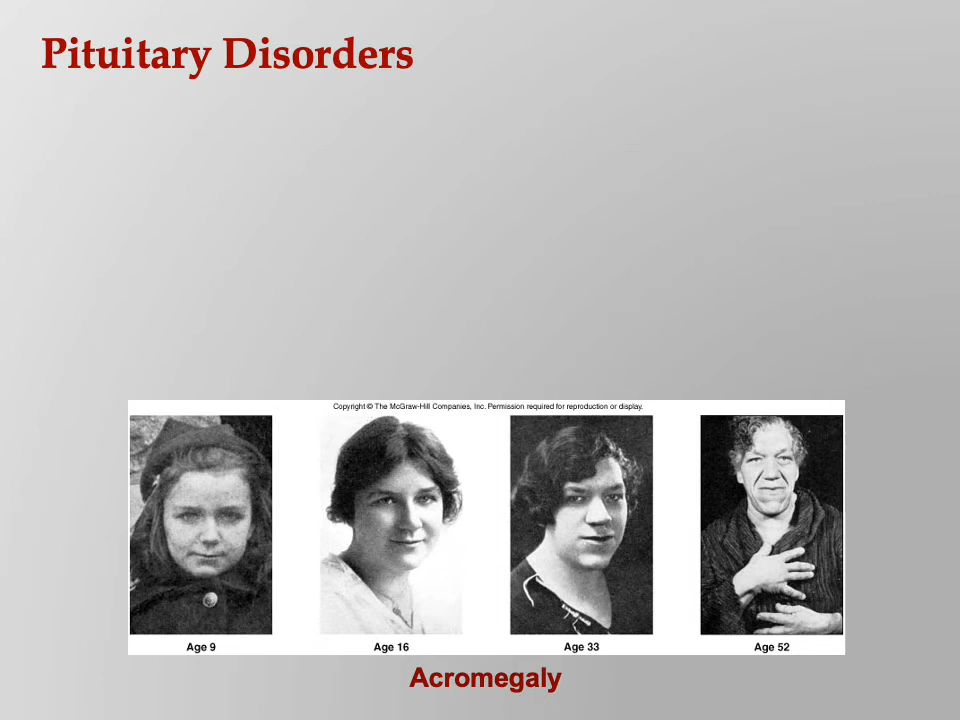 Pituitary Disorders
Copyright © The McGraw-Hill Companies, Inc. Permission required for reproduction or display.
Age 9
Age 16
Age 33
Age 52
Acromegaly